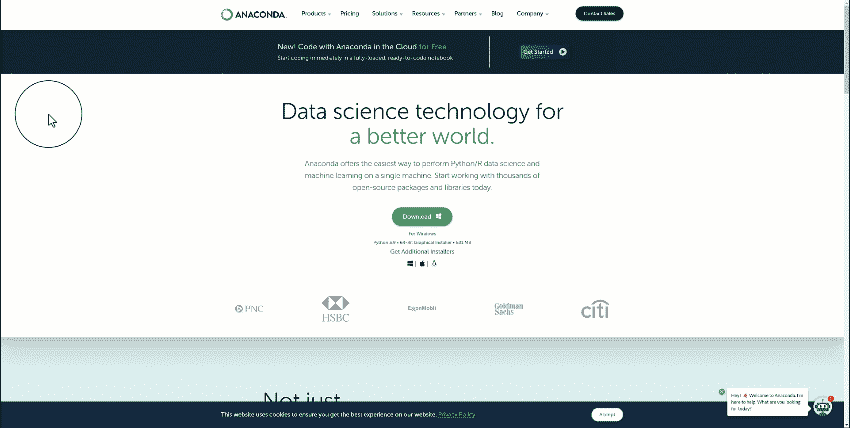 ANACONDA.
Products Pricing Solutions Resources Partners Blog Company Contact Sales
New! Code with Anaconda in the Cloud for Free
Start coding immediately in a fully-loaded, ready-to-code notebook
Get Started
Data science technology for
a better world.
Anaconda offers the easiest way to perform Python/R data science and
machine learning on a single machine. Start working with thousands of
open-source packages and libraries today.
Download
For Windows
Python 3.9 • 64-Bit Graphical Installer • MB
Get Additional Installers
PNC
HSBC
ExxonMobil
Goldman
Sachs
citi
Not just
Hey! Welcome to Anaconda. I'm
here to help. What are you looking
for today?
This website uses cookies to ensure you get the best experience on our website. Privacy Policy
Accept